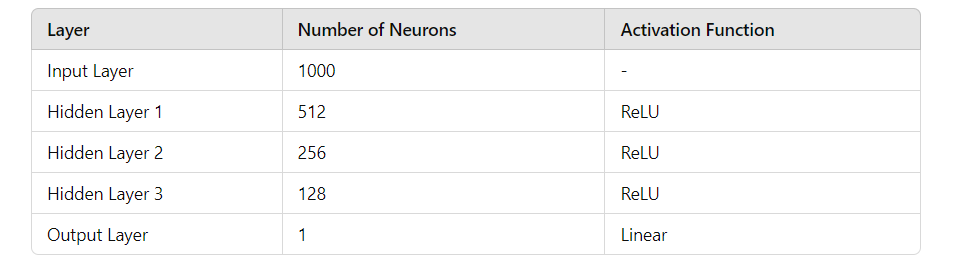 Layer Number of Neurons Activation Function
Input Layer 1000 -
Hidden Layer 1 512 ReLU
Hidden Layer 2 256 ReLU
Hidden Layer 3 128 ReLU
Output Layer 1 Linear